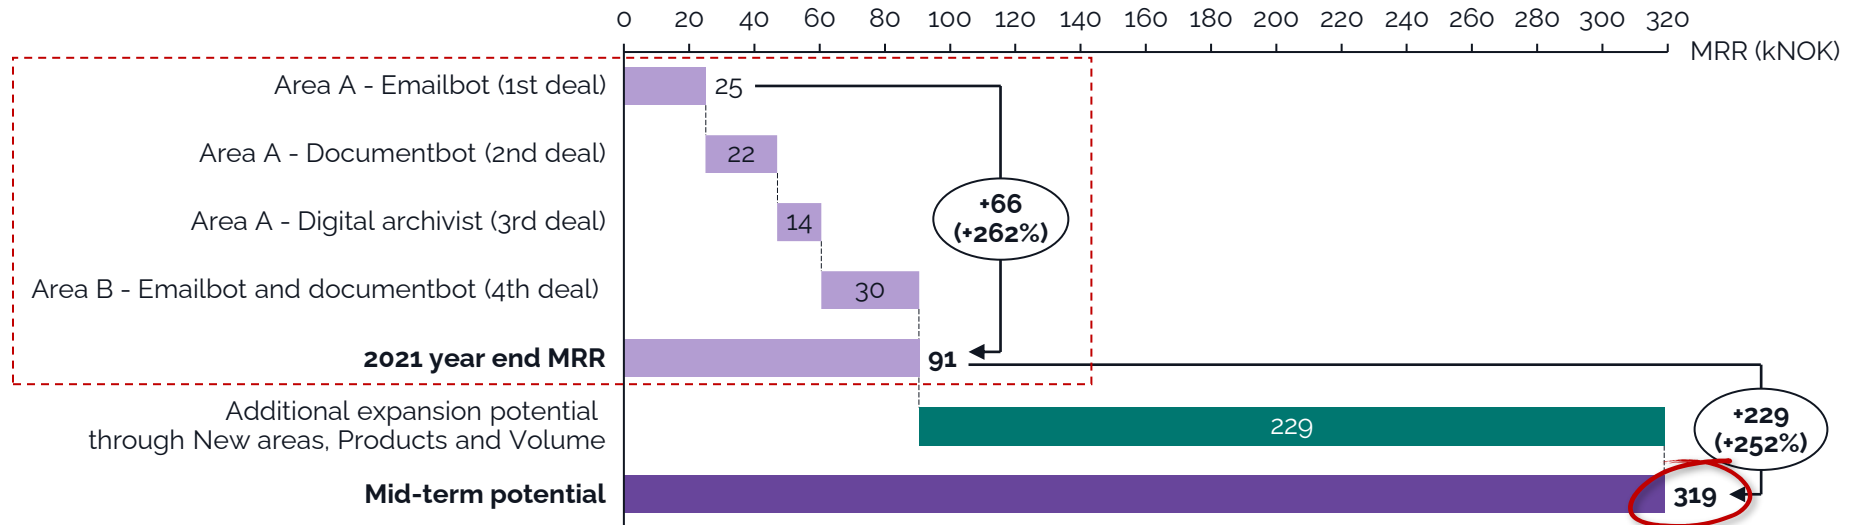 0 20 40 60 80 100 120 140 160 180 200 220 240 260 280 300 320
MRR (kNOK)
Area A - Emailbot (1st deal) 25
Area A - Documentbot (2nd deal) 22
+66
(+262%)
Area A - Digital archivist (3rd deal) 14
Area B - Emailbot and documentbot (4th deal) 30
2021 year end MRR 91
Additional expansion potential
through New areas, Products and Volume
229
+229
(+252%)
Mid-term potential 319